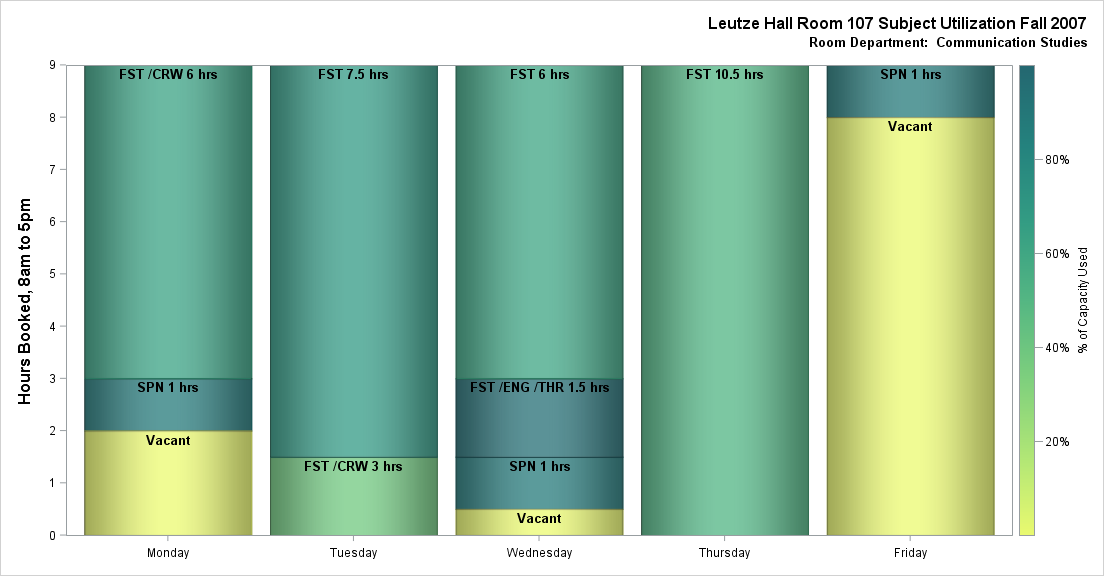 Leutze Hall Room 107 Subject Utilization Fall 2007
Room Department:  Communication Studies
Hours Booked, 8am to 5pm
9
8
7
6
5
4
3
2
1
0
FST /CRW 6 hrs
SPN 1 hrs
Vacant
Monday
FST 7.5 hrs
FST /CRW 3 hrs
Tuesday
FST 6 hrs
FST /ENG /THR 1.5 hrs
SPN 1 hrs
Vacant
Wednesday
FST 10.5 hrs
Thursday
SPN 1 hrs
Vacant
Friday
80%
60%
40%
20%
% of Capacity Used